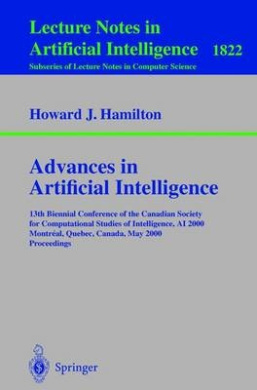 Lecture Notes in
Artificial Intelligence 1822
Subseries of Lecture Notes in Computer Science
Howard J. Hamilton
Advances in
Artificial Intelligence
13th Biennial Conference of the Canadian Society
for Computational Studies of Intelligence, AI 2000
Montréal, Quebec, Canada, May 2000
Proceedings
Springer